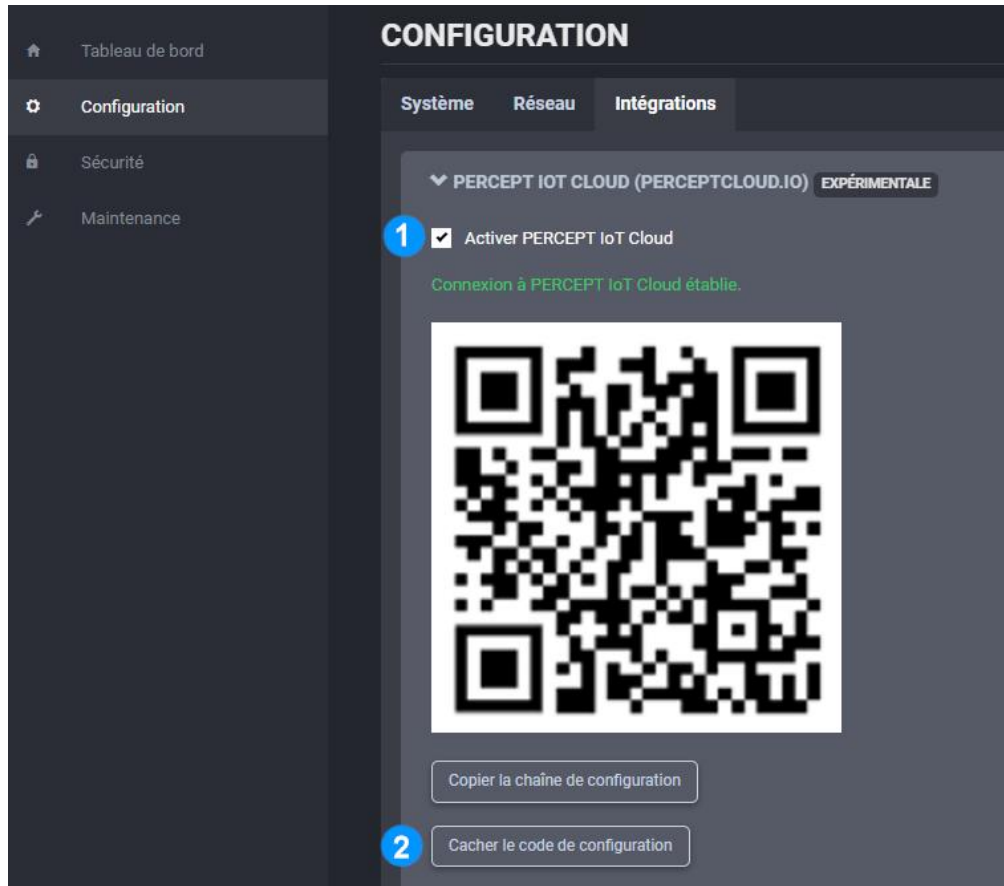 CONFIGURATION
Tableau de bord
Configuration
Sécurité
Maintenance
Système Réseau Intégrations
PERCEPT IOT CLOUD (PERCEPTCLOUD.IO) EXPÉRIMENTALE
1 Activer PERCEPT IoT Cloud
Connexion à PERCEPT IoT Cloud établie.
Copier la chaîne de configuration
2 Cacher le code de configuration